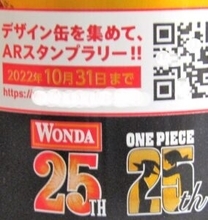 デザイン缶を集めて、
ARスタンプラリー!!
2022年10月31日まで
https:
WONDA
25TH
ONE PIECE
25th